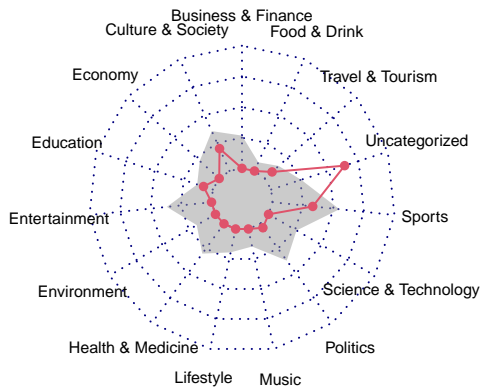 Business & Finance
Culture & Society
Food & Drink
Economy
Travel & Tourism
Education
Uncategorized
Entertainment
Sports
Environment
Science & Technology
Health & Medicine
Politics
Lifestyle
Music